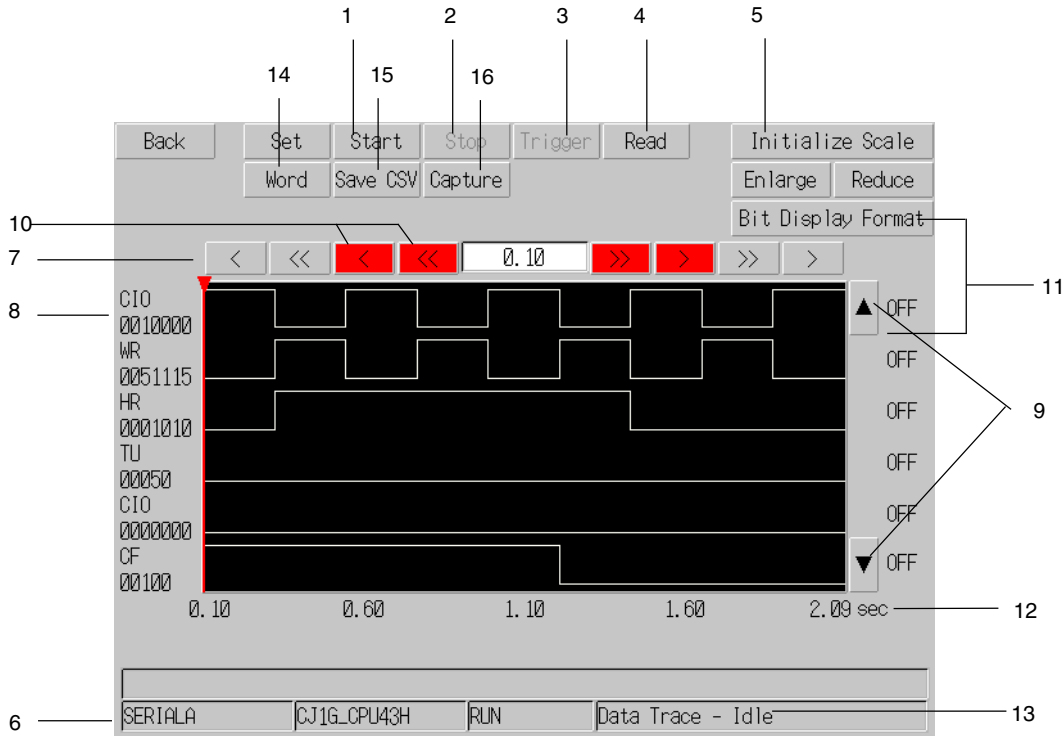 1 2 3 4 5
14 15 16
Back Set Start Stop Trigger Read Initialize Scale
Word Save CSV Capture Enlarge Reduce
Bit Display Format
10
7 < << < << 0.10 >> > >> >
11
8 CIO ▲ OFF
0010000
WR OFF
0051115
HR OFF
0001010
9
TU OFF
00050
CIO OFF
0000000
CF ▼ OFF
00100
0.10 0.60 1.10 1.60 2.09 sec 12
6 SERIALA CJ1G_CPU43H RUN Data Trace - Idle 13